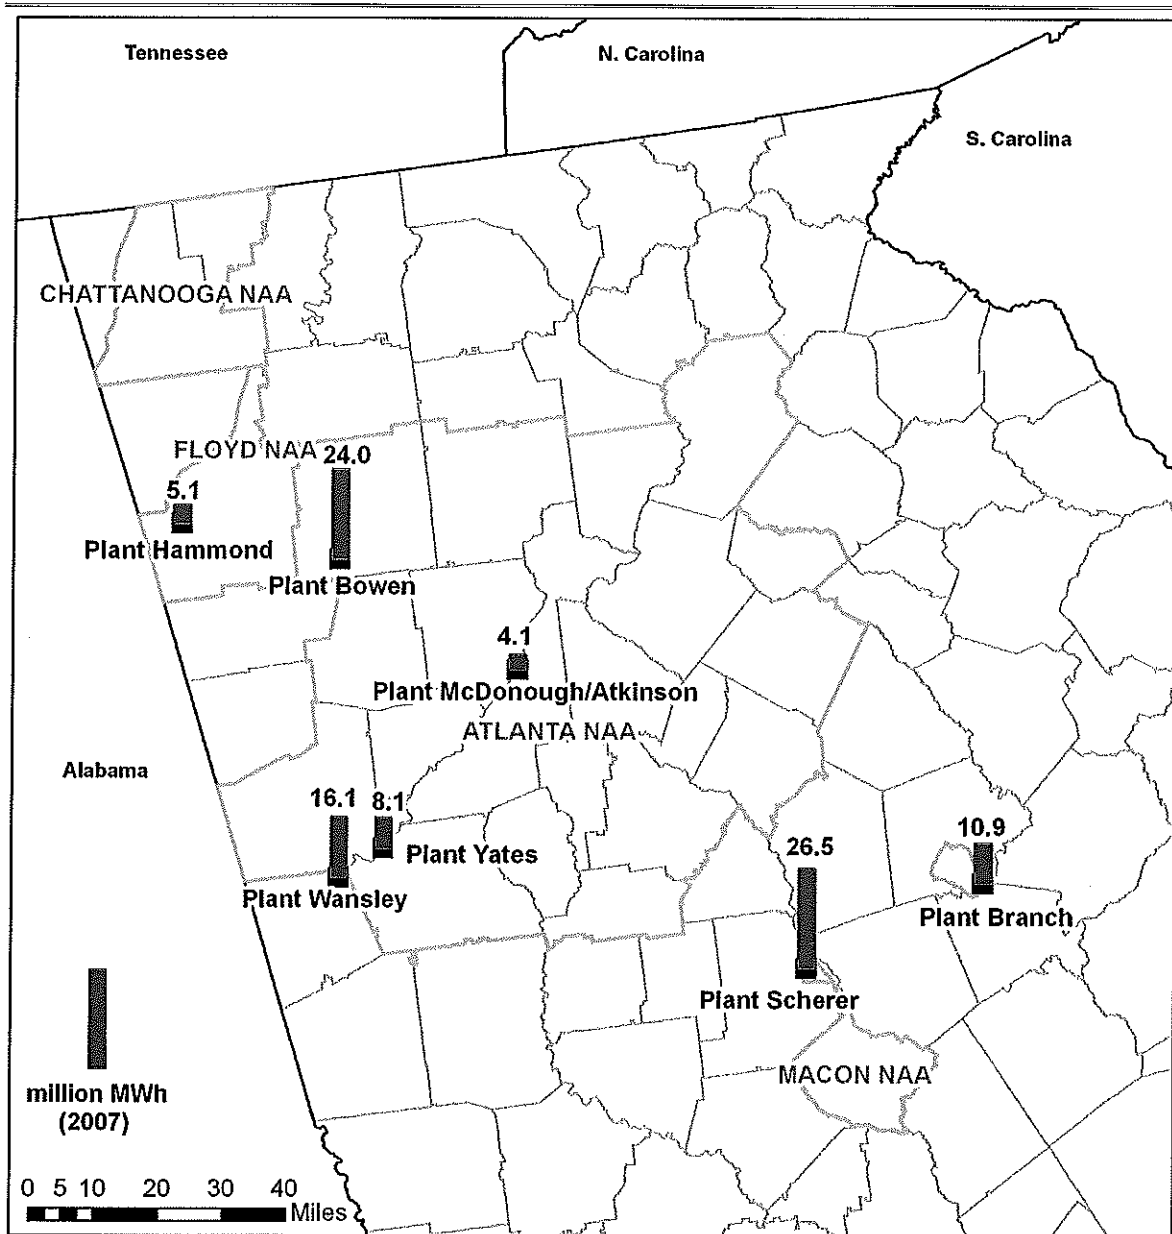 Tennessee
N. Carolina
S. Carolina
CHATTANOOGA NAA
FLOYD NAA
24.0
5.1
Plant Hammond
Plant Bowen
4.1
Plant McDonough/Atkinson
ATLANTA NAA
Alabama
16.1
8.1
Plant Yates
Plant Wansley
26.5
10.9
Plant Branch
Plant Scherer
MACON NAA
million MWh
(2007)
0 5 10 20 30 40
Miles